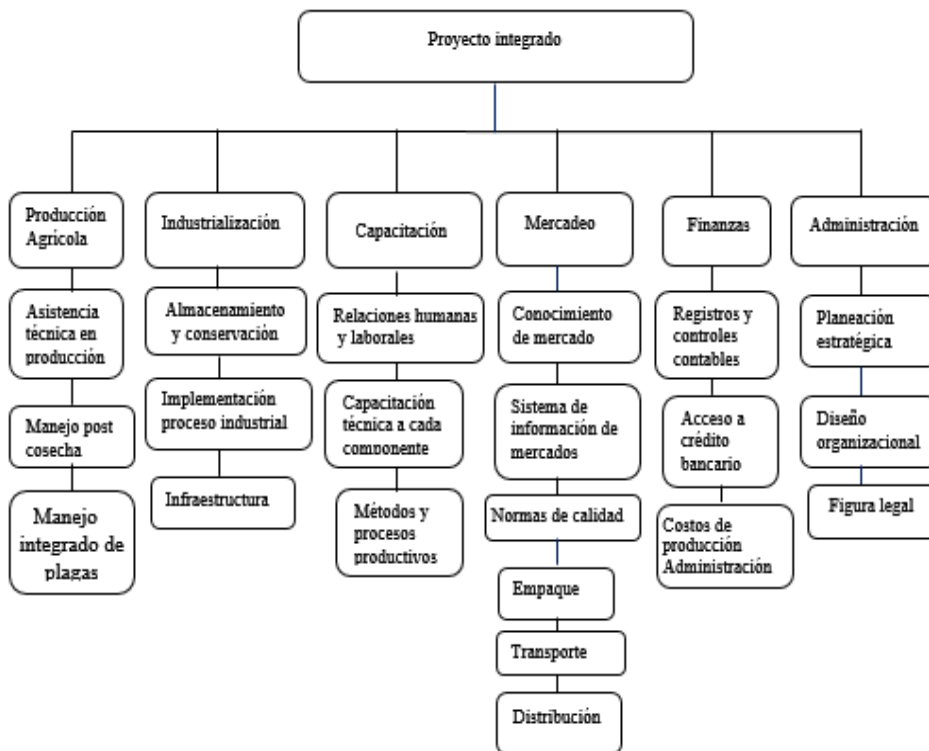 Proyecto integrado
Producción
Agrícola
Industrialización
Capacitación
Mercadeo
Finanzas
Administración
Asistencia
técnica en
producción
Almacenamiento
y conservación
Relaciones humanas
y laborales
Conocimiento
de mercado
Registros y
controles
contables
Planeación
estratégica
Manejo post
cosecha
Implementación
proceso industrial
Capacitación
técnica a cada
componente
Sistema de
información de
mercados
Acceso a
crédito
bancario
Diseño
organizacional
Manejo
integrado de
plagas
Infraestructura
Métodos y
procesos
productivos
Normas de calidad
Costos de
producción
Administración
Figura legal
Empaque
Transporte
Distribución